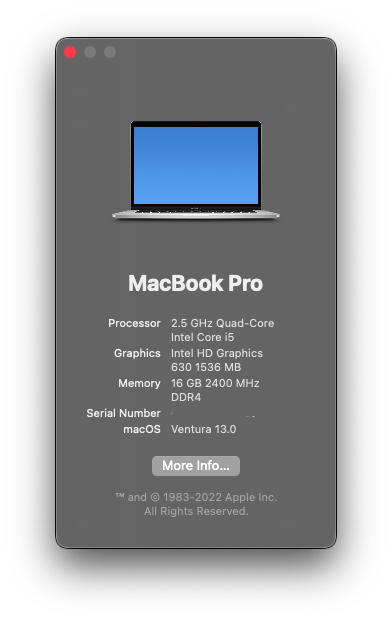 MacBook Pro
Processor 2.5 GHz Quad-Core
Intel Core i5
Graphics Intel HD Graphics
630 1536 MB
Memory 16 GB 2400 MHz
DDR4
Serial Number
macOS Ventura 13.0
More Info...
™ and © 1983-2022 Apple Inc.
All Rights Reserved.